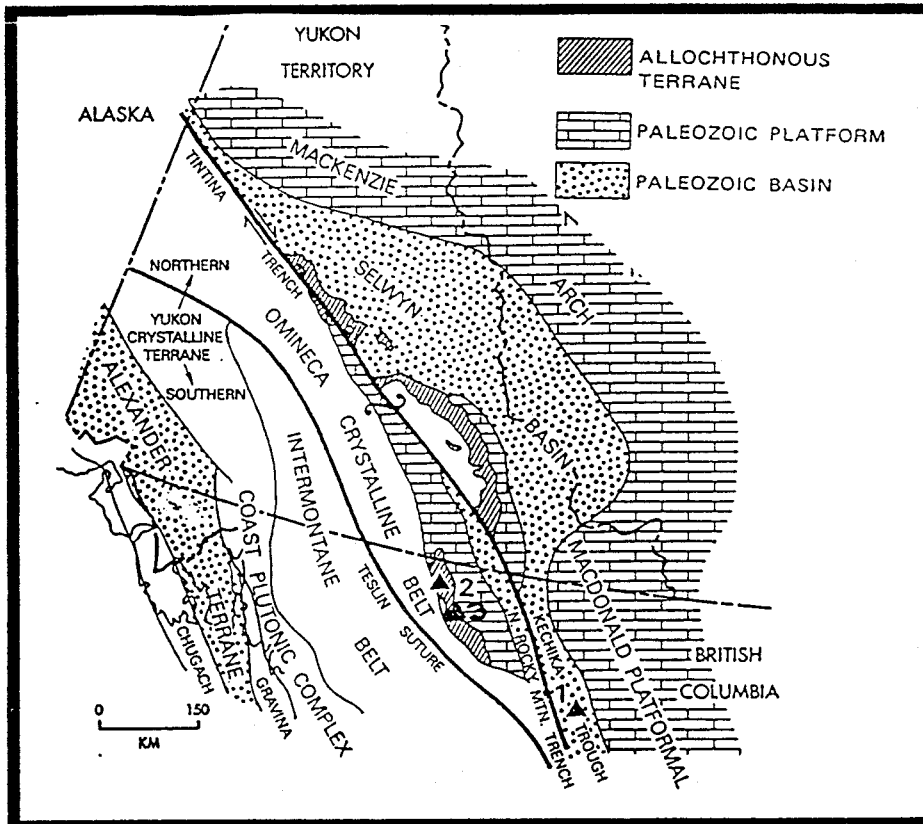 YUKON
TERRITORY
ALLOCHTHONOUS
TERRANE
PALEOZOIC PLATFORM
PALEOZOIC BASIN
ALASKA
MACKENZIE
ARCH
TINTINA
TRENCH
SELWYN
BASIN
NORTHERN
YUKON
CRYSTALLINE
TERRANE
SOUTHERN
OMINECA
CRYSTALLINE
BELT
ALEXANDER
TERRANE
INTERMONTANE
BELT
COAST PLUTONIC COMPLEX
TESLIN
SUTURE
2
N. ROCKY MTN.
TRENCH
KECHIKA
TROUGH
1
MACDONALD PLATFORMAL
BRITISH
COLUMBIA
CHUGACH
GRAVINA
0 150
KM